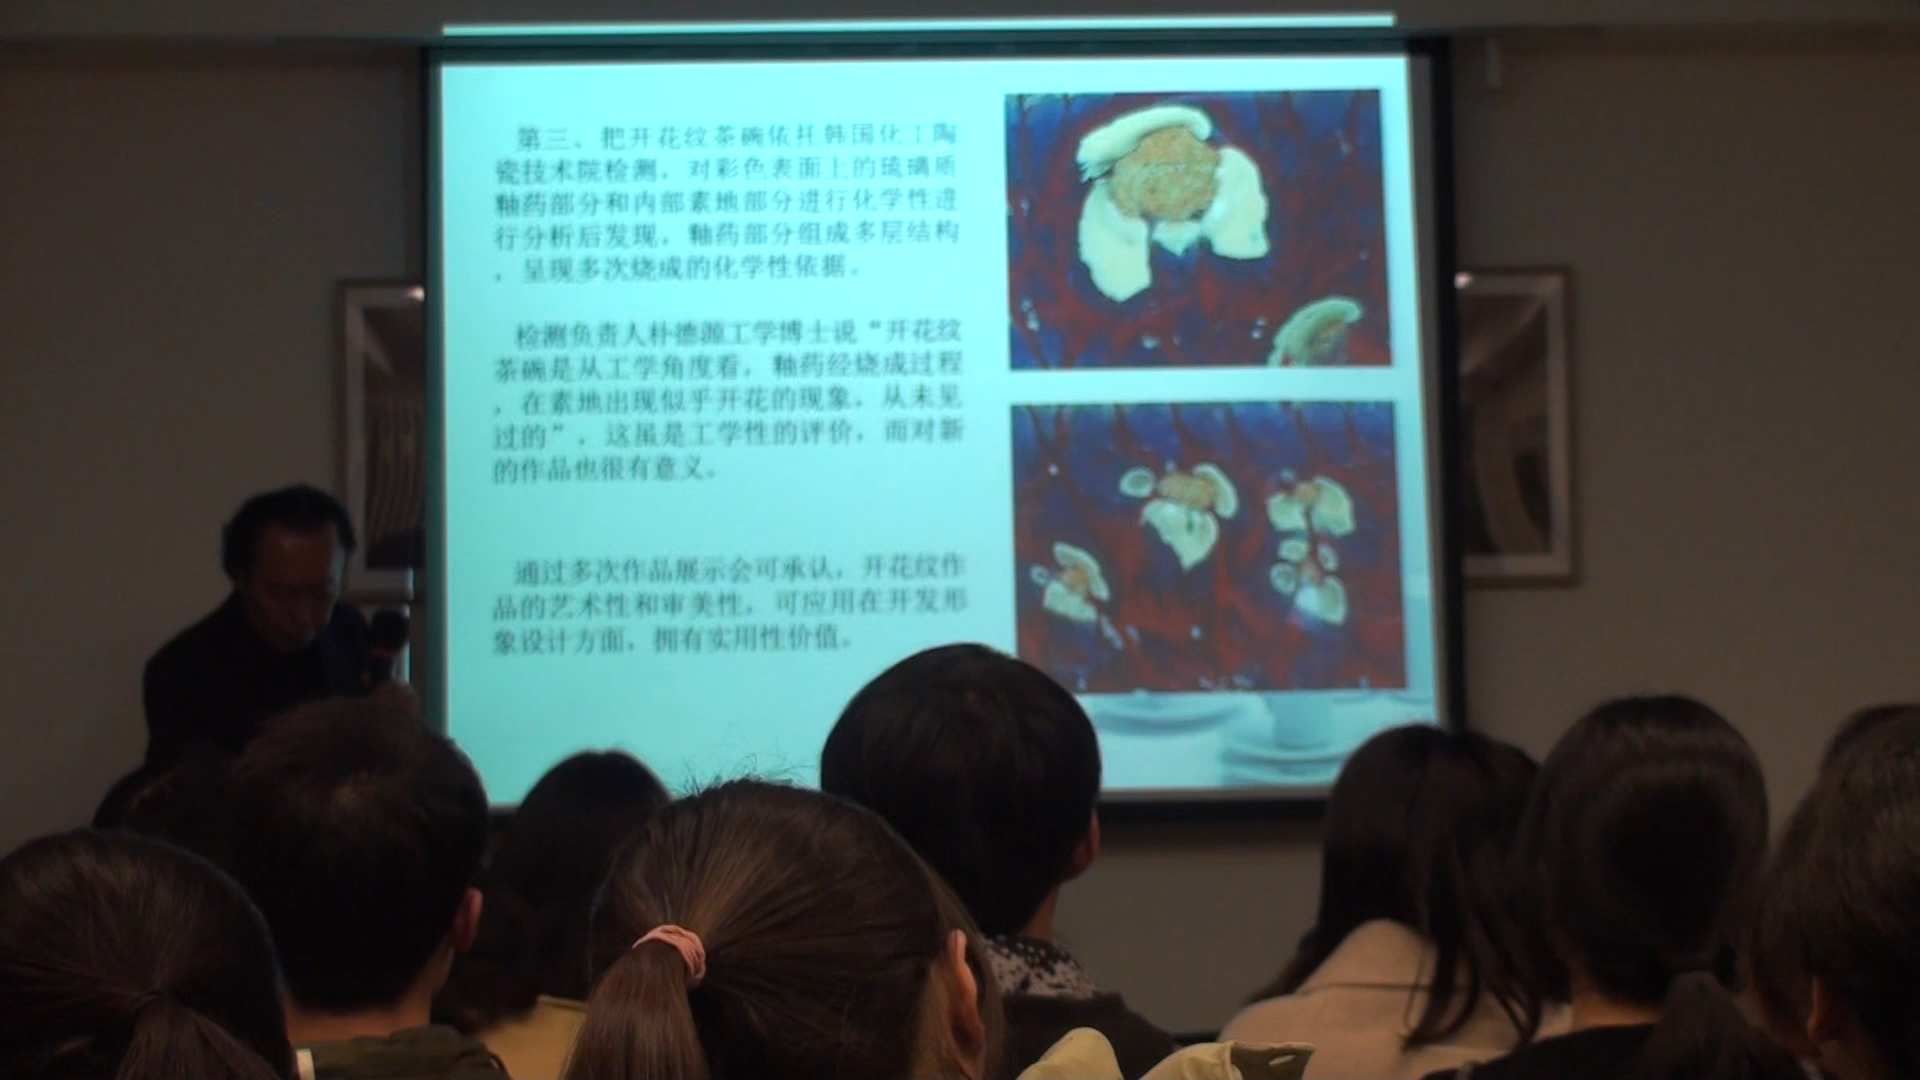 第三、把开花纹茶碗依托韩国化工陶
瓷技术院检测，对彩色表面上的琉璃质
釉药部分和内部素地部分进行化学性进
行分析后发现，釉药部分组成多层结构
，呈现多次烧成的化学性依据。
检测负责人朴德源工学博士说“开花纹
茶碗是从工学角度看，釉药经烧成过程
，在素地出现似乎开花的现象，从未见
过的”，这虽是工学性的评价，而对新
的作品也很有意义。
通过多次作品展示会可承认，开花纹作
品的艺术性和审美性，可应用在开发形
象设计方面，拥有实用性价值。